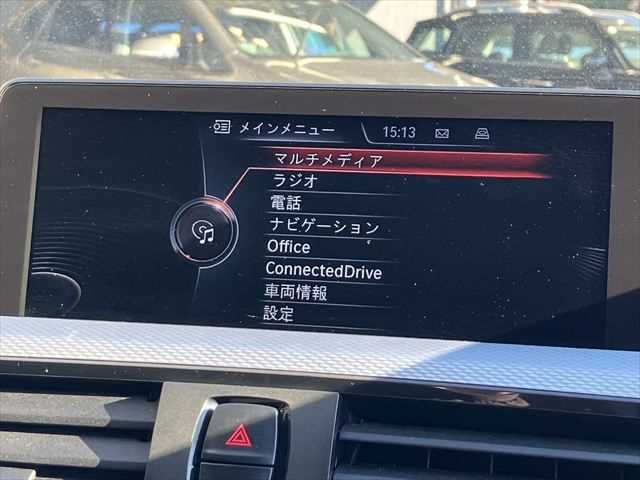 メインメニュー 15:13
マルチメディア
ラジオ
電話
ナビゲーション
Office
ConnectedDrive
車両情報
設定